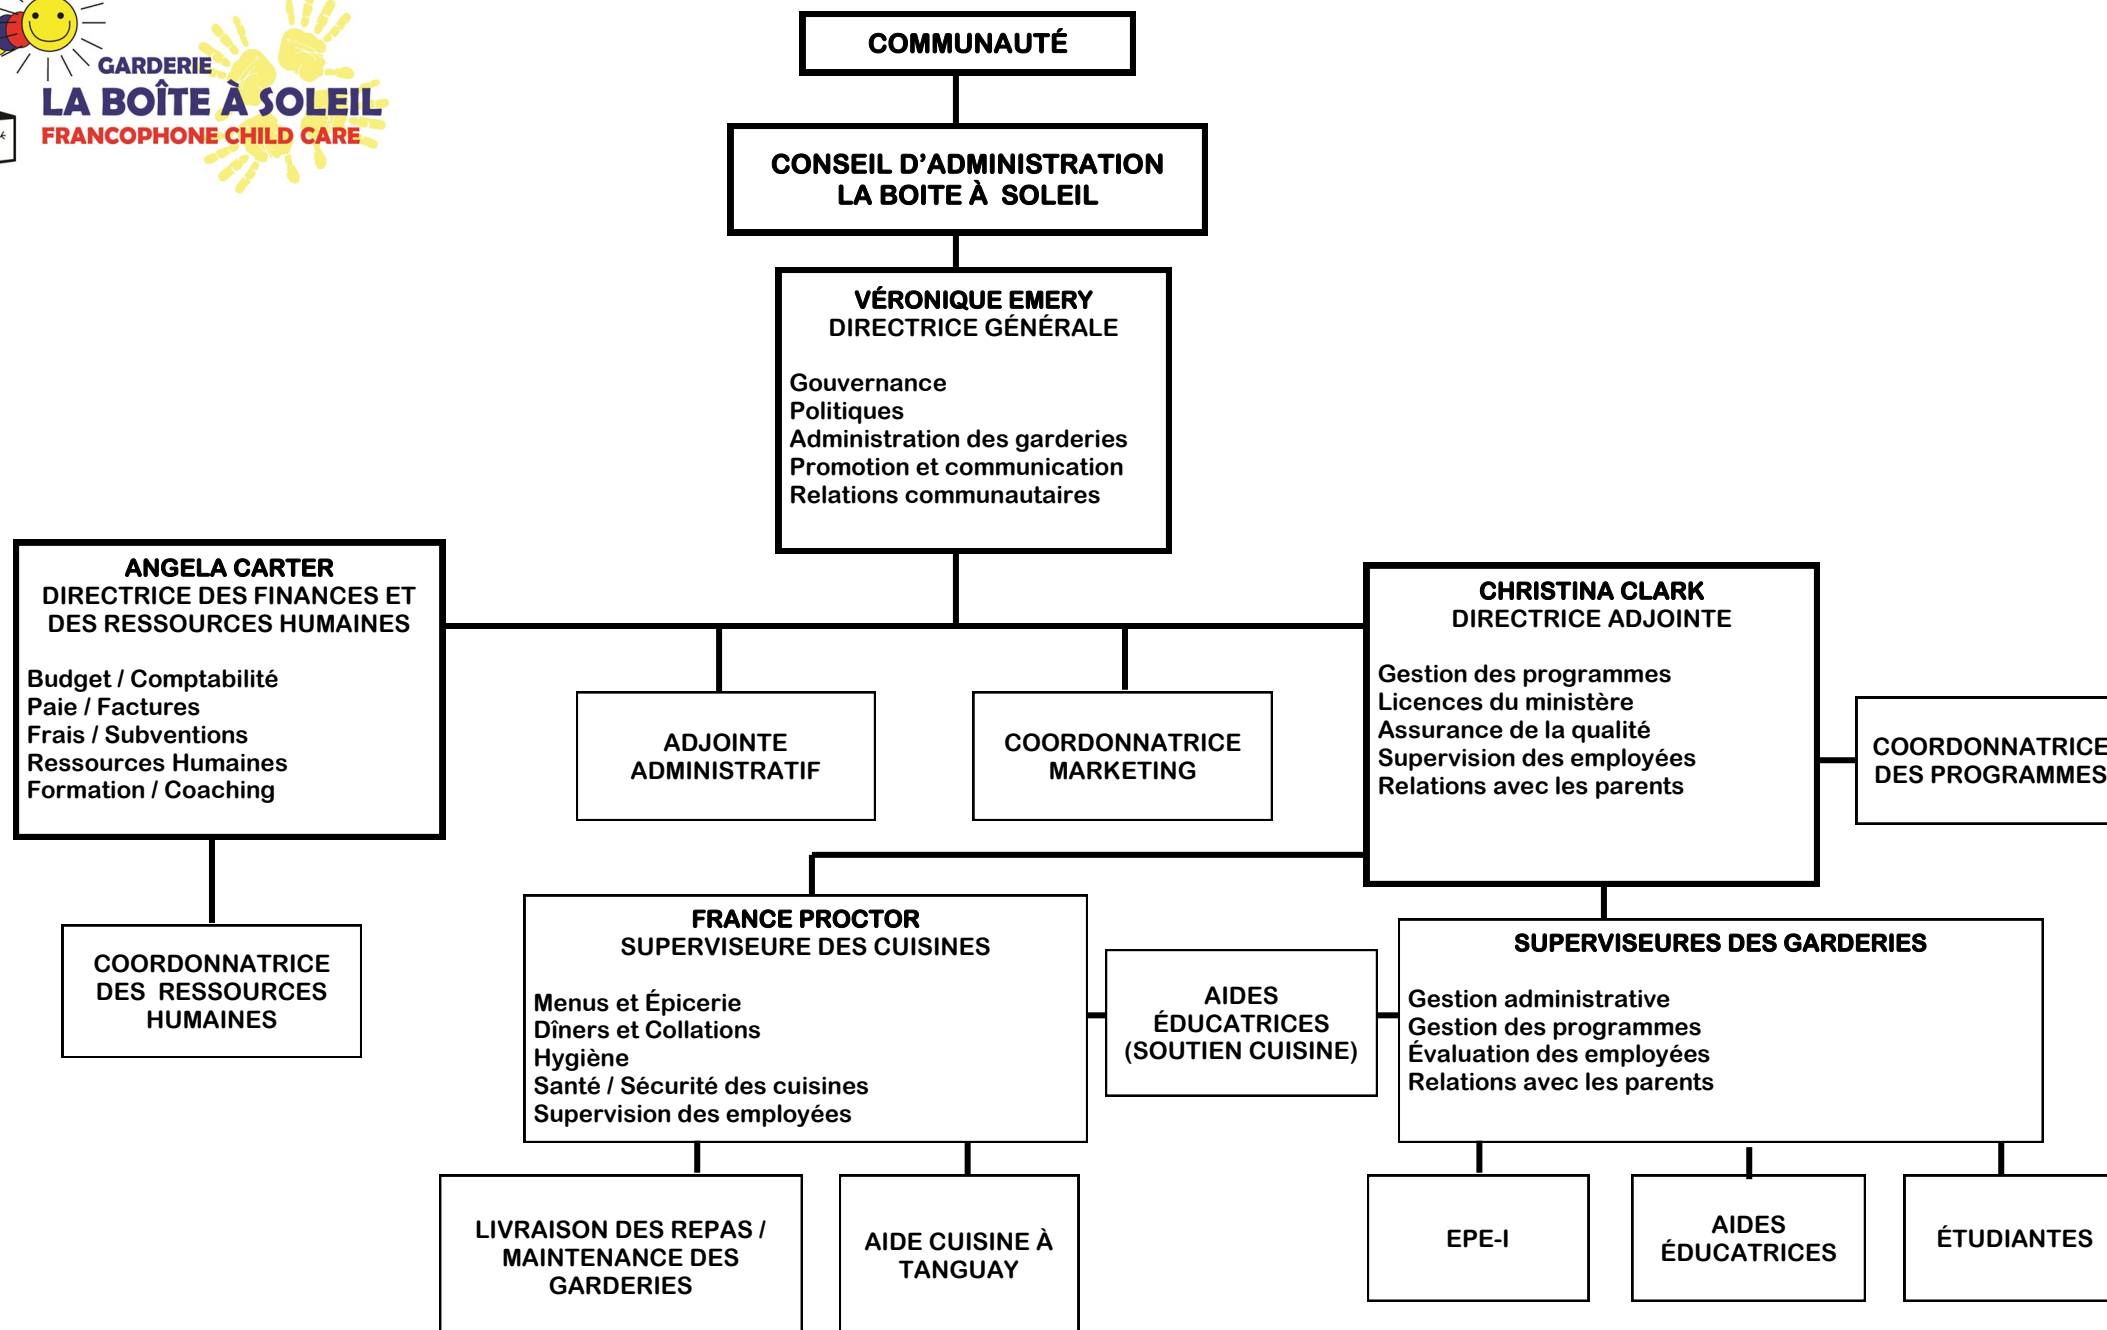 GARDERIE
LA BOÎTE À SOLEIL
FRANCOPHONE CHILD CARE
COMMUNAUTÉ
CONSEIL D’ADMINISTRATION
LA BOITE À SOLEIL
VÉRONIQUE EMERY
DIRECTRICE GÉNÉRALE
Gouvernance
Politiques
Administration des garderies
Promotion et communication
Relations communautaires
ANGELA CARTER
DIRECTRICE DES FINANCES ET
DES RESSOURCES HUMAINES
Budget / Comptabilité
Paie / Factures
Frais / Subventions
Ressources Humaines
Formation / Coaching
ADJOINTE
ADMINISTRATIF
COORDONNATRICE
MARKETING
CHRISTINA CLARK
DIRECTRICE ADJOINTE
Gestion des programmes
Licences du ministère
Assurance de la qualité
Supervision des employées
Relations avec les parents
COORDONNATRICE
DES PROGRAMMES
COORDONNATRICE
DES RESSOURCES
HUMAINES
FRANCE PROCTOR
SUPERVISEURE DES CUISINES
Menus et Épicerie
Dîners et Collations
Hygiène
Santé / Sécurité des cuisines
Supervision des employées
AIDES
ÉDUCATRICES
(SOUTIEN CUISINE)
SUPERVISEURES DES GARDERIES
Gestion administrative
Gestion des programmes
Évaluation des employées
Relations avec les parents
LIVRAISON DES REPAS /
MAINTENANCE DES
GARDERIES
AIDE CUISINE À
TANGUAY
EPE-I
AIDES
ÉDUCATRICES
ÉTUDIANTES